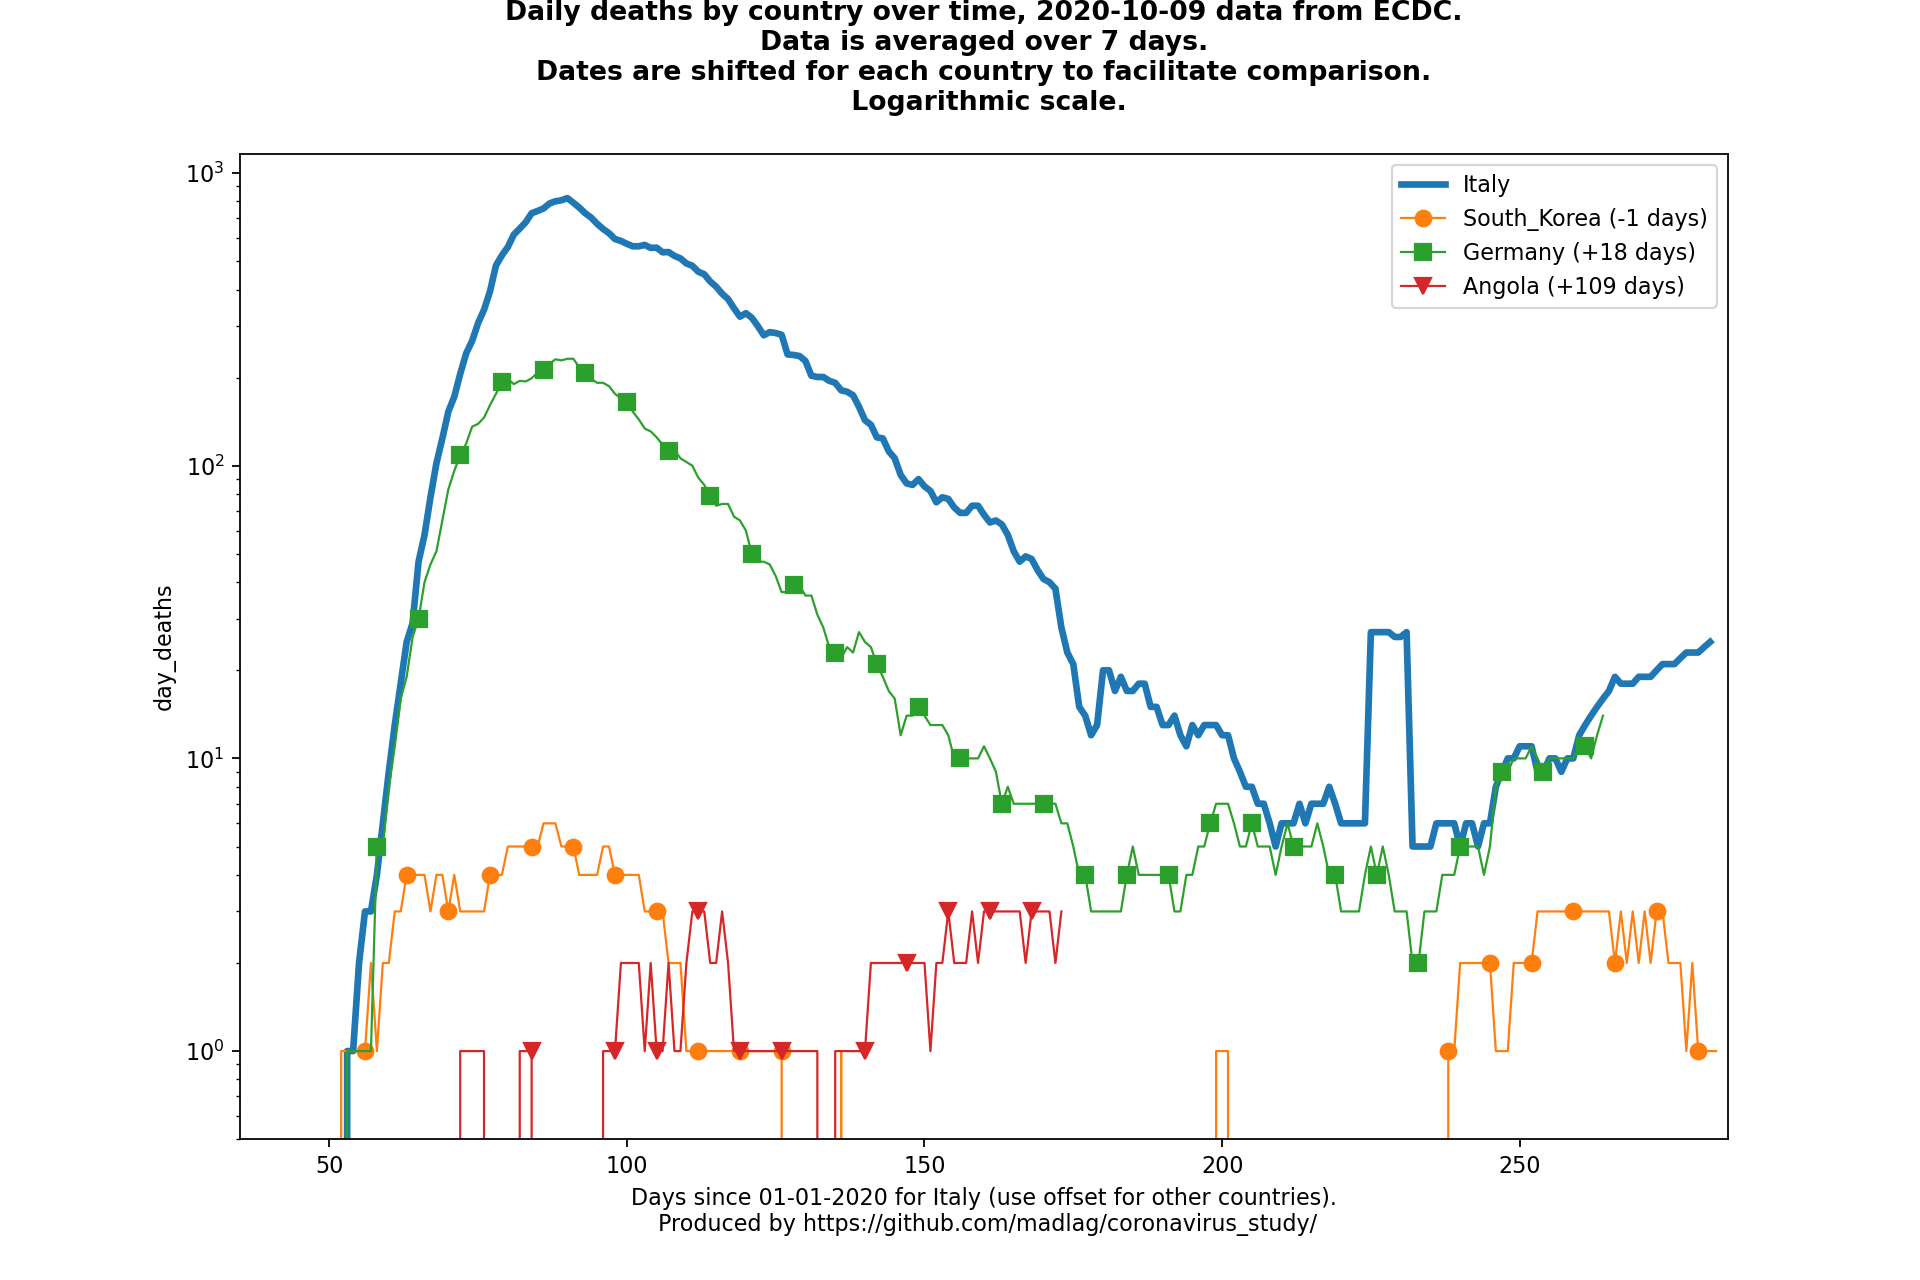 Daily deaths by country over time, 2020-10-09 data from ECDC.
Data is averaged over 7 days.
Dates are shifted for each country to facilitate comparison.
Logarithmic scale.
10³
10²
10¹
10⁰
day_deaths
Italy
South_Korea (-1 days)
Germany (+18 days)
Angola (+109 days)
50 100 150 200 250
Days since 01-01-2020 for Italy (use offset for other countries).
Produced by https://github.com/madlag/coronavirus_study/